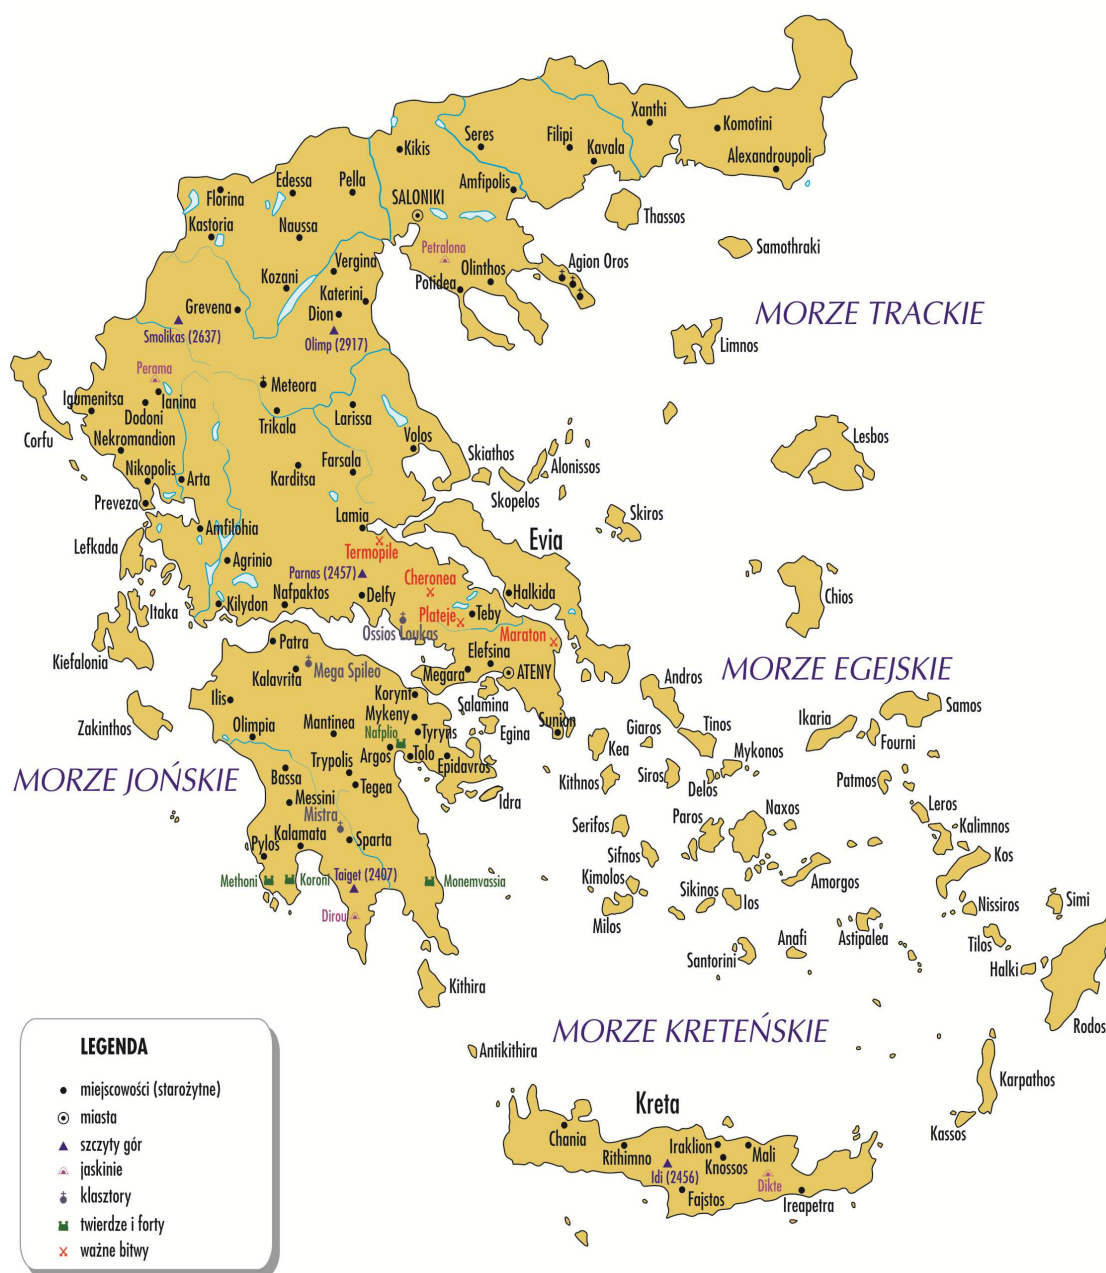 Xanthi
Komotini
Seres
Filipi
Kikis
Kavala
Alexandroupoli
Edessa
Pella
Amfipolis
Florina
SALONIKI
Thassos
Kastoria
Naussa
Samothraki
Petralona
Agion Oros
Vergina
Olinthos
Kozani
Potidea
Katerini
Grevena
Dion
MORZE TRACKIE
Smolikas (2637)
Olimp (2917)
Limnos
Perama
Meteora
Igumenitsa
Ianina
Dodoni
Larissa
Trikala
Corfu
Nekromandion
Volos
Lesbos
Skiathos
Farsala
Nikopolis
Alonissos
Arta
Karditsa
Preveza
Skopelos
Lamia
Skiros
Amfilohia
Evia
Lefkada
Termopile
Agrinio
Parnas (2457)
Cheronea
Nafpaktos
Delfy
Halkida
Chios
Kilydon
Itaka
Plateje
Teby
Ossios Loukas
Maraton
Patra
Elefsina
Kiefalonia
Mega Spileo
Kalavrita
Megara
ATENY
MORZE EGEJSKIE
Andros
Korynt
Ilis
Salamina
Samos
Mykeny
Zakinthos
Olimpia
Mantinea
Sunion
Ikaria
Tinos
Giaros
Nafplio
Tyryns
Egina
Fourni
Argos
Tolo
Kea
Mykonos
Trypolis
Epidavros
MORZE JOŃSKIE
Bassa
Siros
Patmos
Kithnos
Delos
Tegea
Messini
Idra
Leros
Naxos
Mistra
Paros
Serifos
Kalimnos
Kalamata
Sparta
Pylos
Sifnos
Kos
Taiget (2407)
Methoni
Koroni
Monemvassia
Kimolos
Amorgos
Sikinos
Ios
Simi
Nissiros
Dirou
Milos
Anafi
Astipalea
Tilos
Santorini
Halki
Kithira
Rodos
MORZE KRETEŃSKIE
Antikithira
Karpathos
Kreta
Kassos
Chania
Iraklion
Mali
Rithimno
Knossos
Idi (2456)
Dikte
Fajstos
Ireapetra
LEGENDA
miejscowości (starożytne)
miasta
szczyty gór
jaskinie
klasztory
twierdze i forty
ważne bitwy